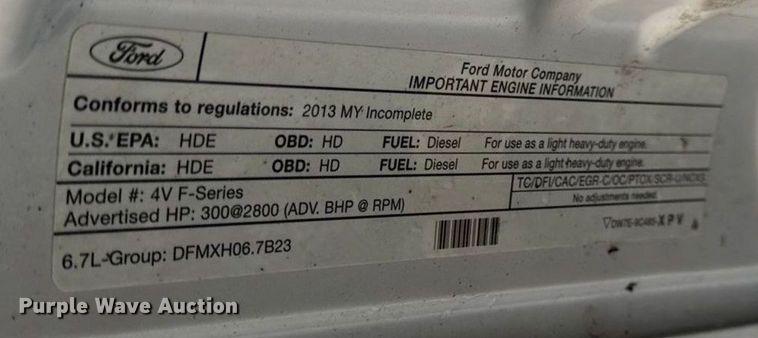 Ford
Ford Motor Company
IMPORTANT ENGINE INFORMATION
Conforms to regulations: 2013 MY Incomplete
U.S. EPA: HDE OBD: HD FUEL: Diesel For use as a light heavy-duty engine.
California: HDE OBD: HD FUEL: Diesel For use as a light heavy-duty engine.
Model #: 4V F-Series
TC/DFI/CAC/EGR-C/OC/PTOX/SCR-U/NOXS
Advertised HP: 300@2800 (ADV. BHP @ RPM)
No adjustments needed.
6.7L-Group: DFMXH06.7B23
XPV
Purple Wave Auction